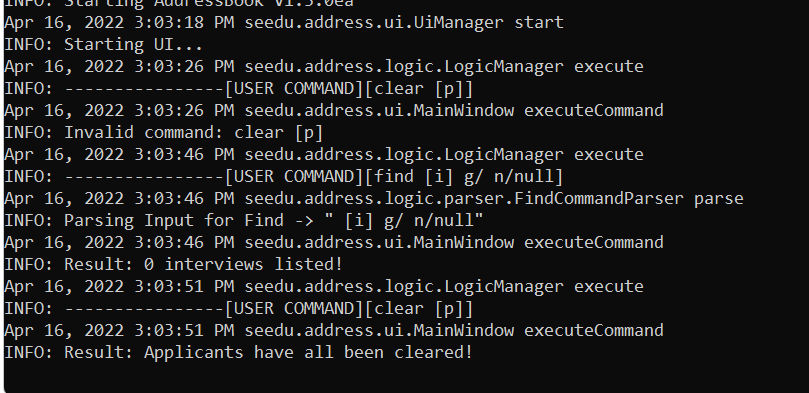 INFO: Starting AddressBook V1.3.0ea
Apr 16, 2022 3:03:18 PM seedu.address.ui.UiManager start
INFO: Starting UI...
Apr 16, 2022 3:03:26 PM seedu.address.logic.LogicManager execute
INFO: ----------------[USER COMMAND][clear [p]]
Apr 16, 2022 3:03:26 PM seedu.address.ui.MainWindow executeCommand
INFO: Invalid command: clear [p]
Apr 16, 2022 3:03:46 PM seedu.address.logic.LogicManager execute
INFO: ----------------[USER COMMAND][find [i] g/ n/null]
Apr 16, 2022 3:03:46 PM seedu.address.logic.parser.FindCommandParser parse
INFO: Parsing Input for Find -> " [i] g/ n/null"
Apr 16, 2022 3:03:46 PM seedu.address.ui.MainWindow executeCommand
INFO: Result: 0 interviews listed!
Apr 16, 2022 3:03:51 PM seedu.address.logic.LogicManager execute
INFO: ----------------[USER COMMAND][clear [p]]
Apr 16, 2022 3:03:51 PM seedu.address.ui.MainWindow executeCommand
INFO: Result: Applicants have all been cleared!